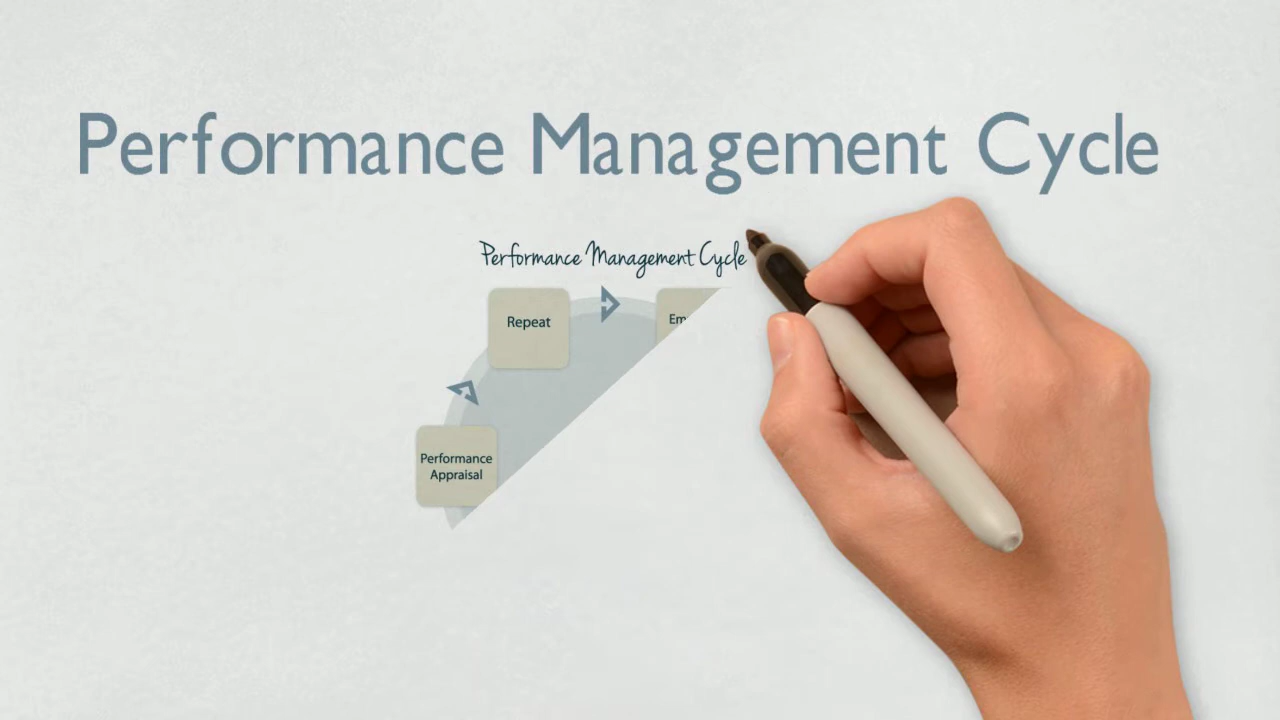 Performance Management Cycle
Performance Management Cycle
Repeat
Performance
Appraisal